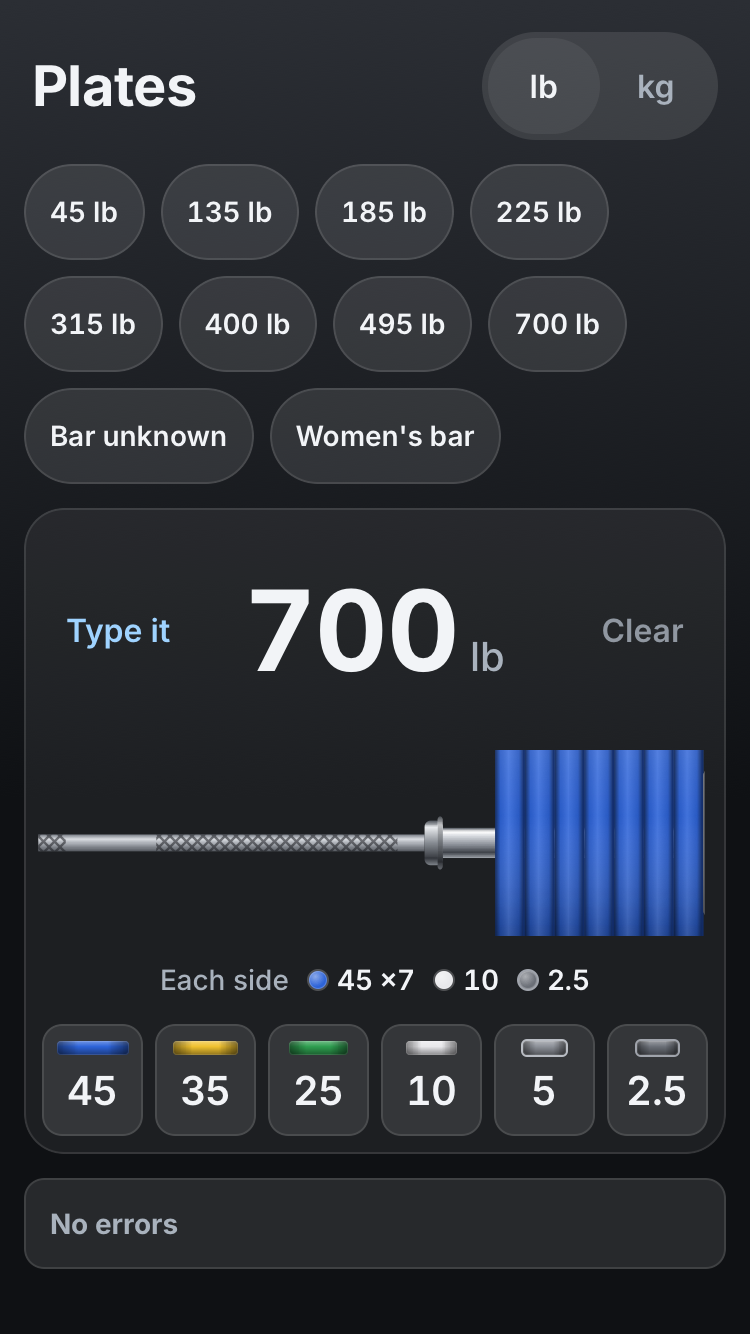 Plates
lb kg
45 lb 135 lb 185 lb 225 lb
315 lb 400 lb 495 lb 700 lb
Bar unknown Women's bar
Type it 700 lb Clear
Each side 45 ×7 10 2.5
45 35 25 10 5 2.5
No errors